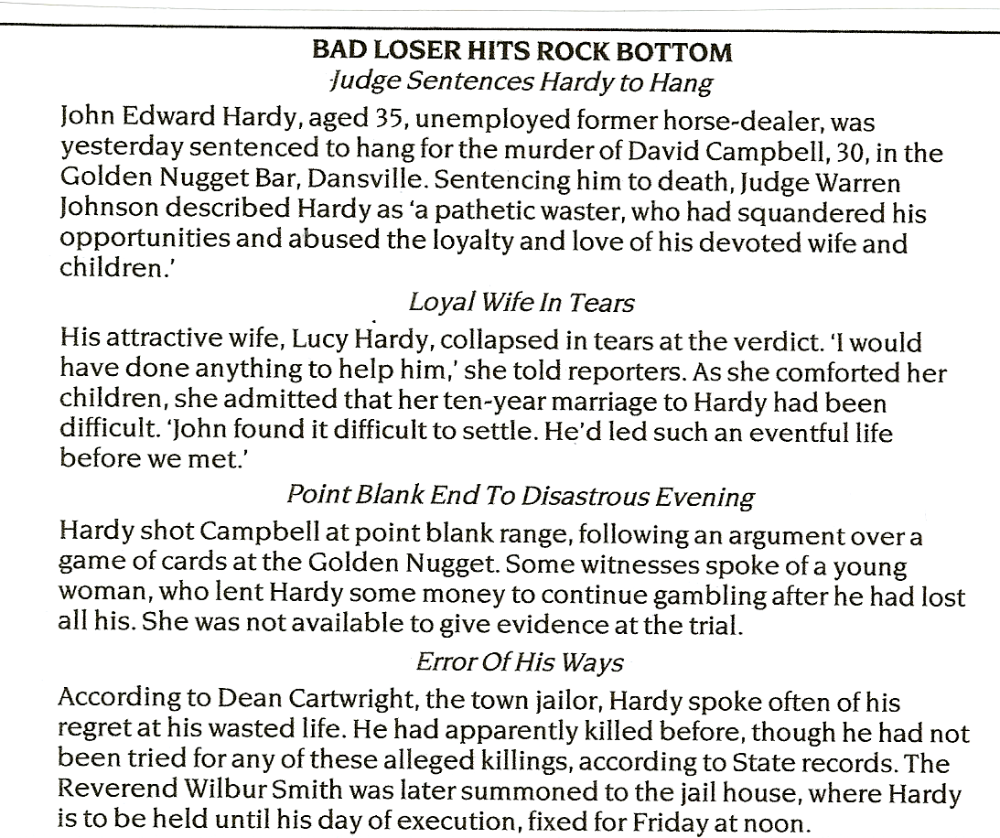 BAD LOSER HITS ROCK BOTTOM
Judge Sentences Hardy to Hang
John Edward Hardy, aged 35, unemployed former horse-dealer, was
yesterday sentenced to hang for the murder of David Campbell, 30, in the
Golden Nugget Bar, Dansville. Sentencing him to death, Judge Warren
Johnson described Hardy as ‘a pathetic waster, who had squandered his
opportunities and abused the loyalty and love of his devoted wife and
children.’
Loyal Wife In Tears
His attractive wife, Lucy Hardy, collapsed in tears at the verdict. ‘I would
have done anything to help him,’ she told reporters. As she comforted her
children, she admitted that her ten-year marriage to Hardy had been
difficult. ‘John found it difficult to settle. He’d led such an eventful life
before we met.’
Point Blank End To Disastrous Evening
Hardy shot Campbell at point blank range, following an argument over a
game of cards at the Golden Nugget. Some witnesses spoke of a young
woman, who lent Hardy some money to continue gambling after he had lost
all his. She was not available to give evidence at the trial.
Error Of His Ways
According to Dean Cartwright, the town jailor, Hardy spoke often of his
regret at his wasted life. He had apparently killed before, though he had not
been tried for any of these alleged killings, according to State records. The
Reverend Wilbur Smith was later summoned to the jail house, where Hardy
is to be held until his day of execution, fixed for Friday at noon.